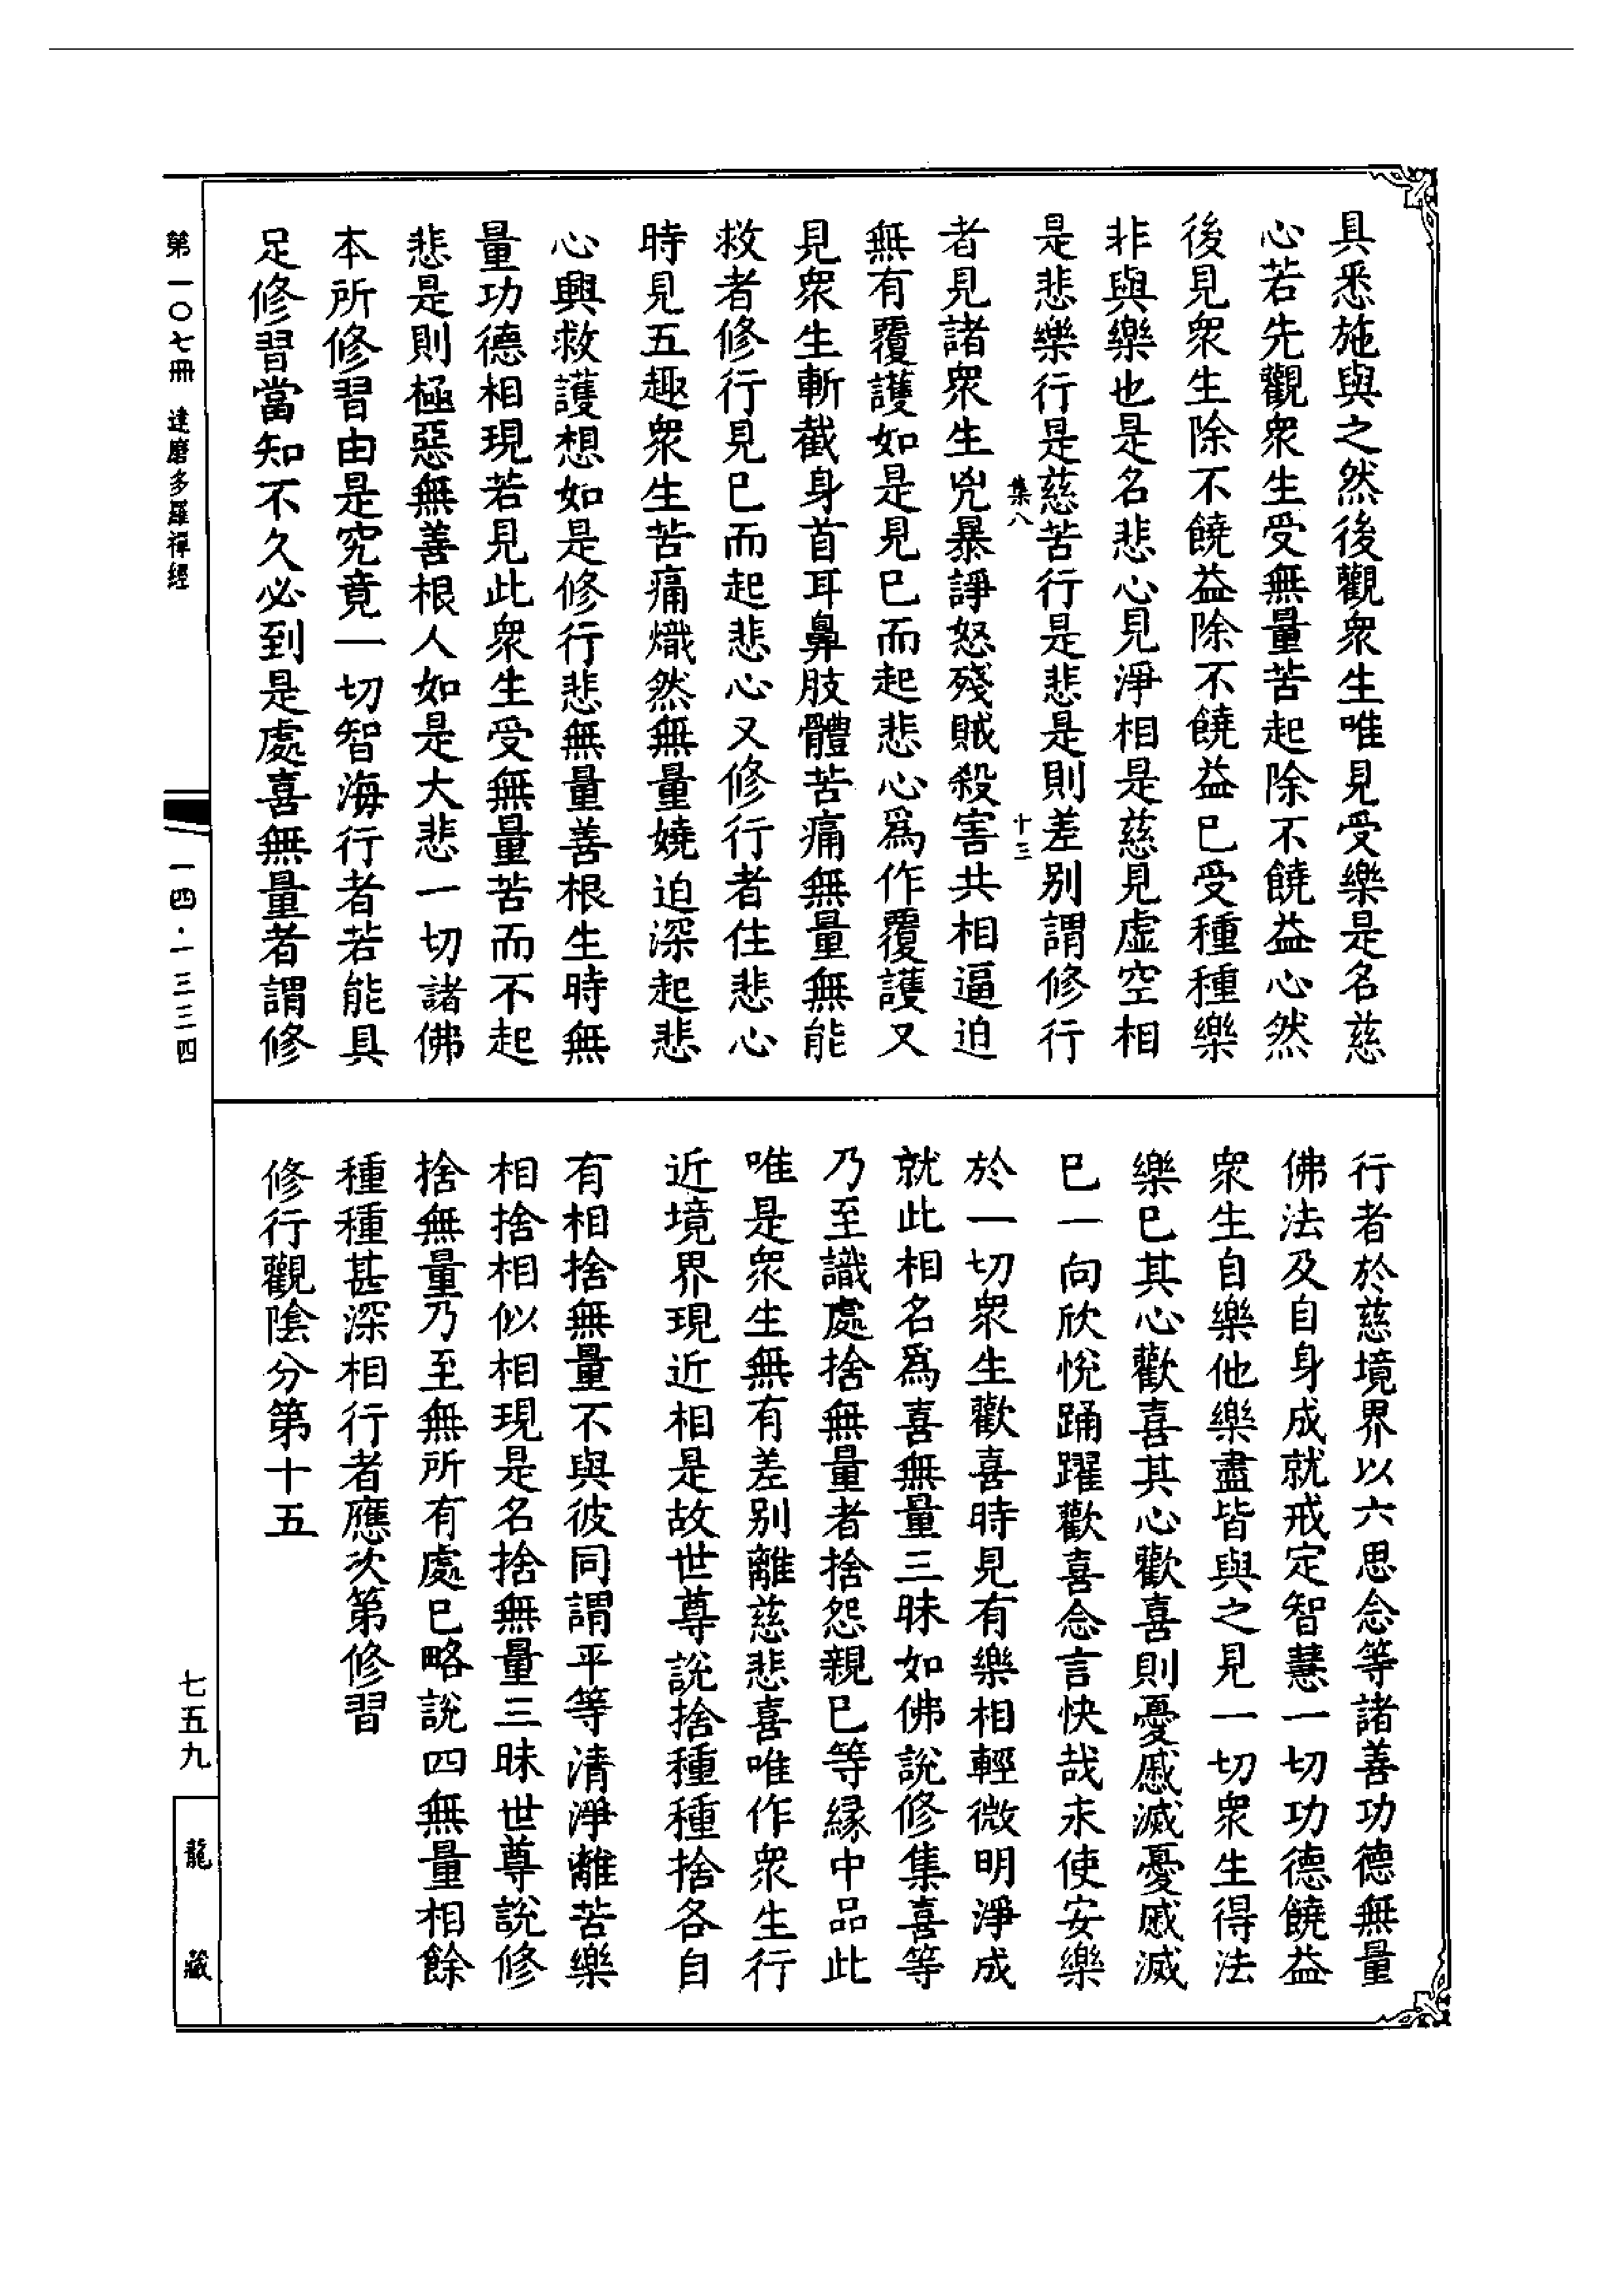 具悉施與之然後觀衆生唯見受樂是名慈
心若先觀衆生受無量苦起除不饒益心然
後見衆生除不饒益除不饒益巳受種種樂
非與樂也是名悲心見淨相是慈見虛空相
是悲樂行是慈苦行是悲是則差別謂修行
集八
十三
者見諸衆生兇暴諍怒殘賊殺害共相逼迫
無有覆護如是見巳而起悲心爲作覆護又
見衆生斬截身首耳鼻肢體苦痛無量無能
救者修行見巳而起悲心又修行者住悲心
時見五趣衆生苦痛熾然無量嬈迫深起悲
心興救護想如是修行悲無量善根生時無
量功德相現若見此衆生受無量苦而不起
悲是則極惡無善根人如是大悲一切諸佛
本所修習由是究竟一切智海行者若能具
足修習當知不久必到是處喜無量者謂修
行者於慈境界以六思念等諸善功德無量
佛法及自身成就戒定智慧一切功德饒益
衆生自樂他樂盡皆與之見一切衆生得法
樂巳其心歡喜其心歡喜則憂慼滅憂慼滅
巳一向欣悅踊躍歡喜念言快哉永使安樂
於一切衆生歡喜時見有樂相輕微明淨成
就此相名爲喜無量三昧如佛說修集喜等
乃至識處捨無量者捨怨親巳等緣中品此
唯是衆生無有差別離慈悲喜唯作衆生行
近境界現近相是故世尊說捨種種捨各自
有相捨無量不與彼同謂平等清淨離苦樂
相捨相似相現是名捨無量三昧世尊說修
捨無量乃至無所有處巳略說四無量相餘
種種甚深相行者應次第修習
修行觀陰分第十五
第一〇七冊 達磨多羅禪經
一四·一三三四
七五九
龍藏